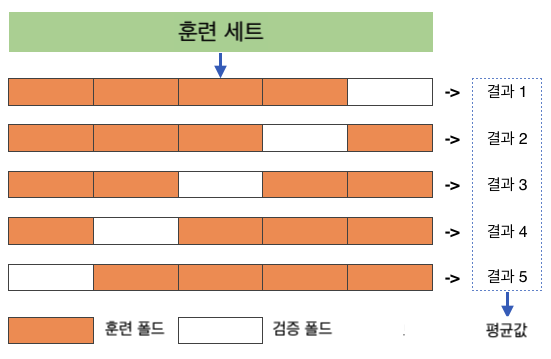 훈련 세트
-> 결과 1
-> 결과 2
-> 결과 3
-> 결과 4
-> 결과 5
훈련 폴드 검증 폴드 평균값